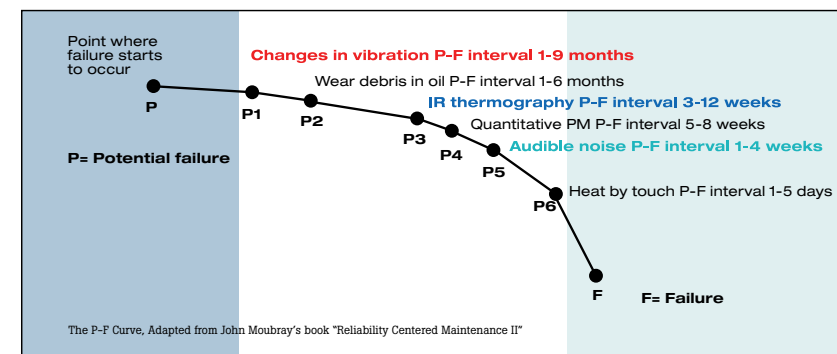 Point where
failure starts
to occur
Changes in vibration P-F interval 1-9 months
Wear debris in oil P-F interval 1-6 months
IR thermography P-F interval 3-12 weeks
Quantitative PM P-F interval 5-8 weeks
Audible noise P-F interval 1-4 weeks
Heat by touch P-F interval 1-5 days
P
P1
P2
P3
P4
P5
P6
F
P= Potential failure
F= Failure
The P-F Curve, Adapted from John Moubray's book "Reliability Centered Maintenance II"